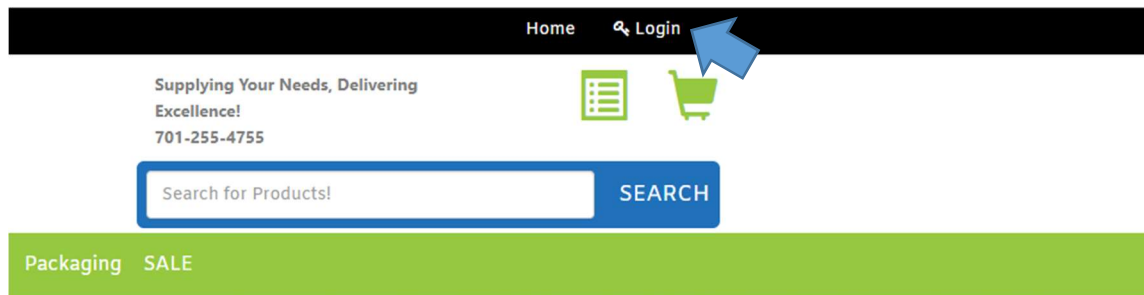 Home Login
Supplying Your Needs, Delivering
Excellence!
701-255-4755
Search for Products! SEARCH
Packaging SALE